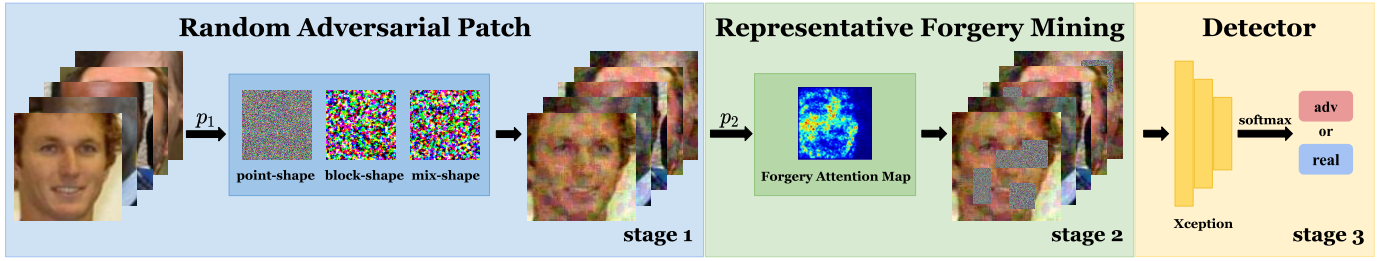 Random Adversarial Patch
p1
point-shape
block-shape
mix-shape
stage 1
Representative Forgery Mining
p2
Forgery Attention Map
stage 2
Detector
softmax
adv
or
real
Xception
stage 3